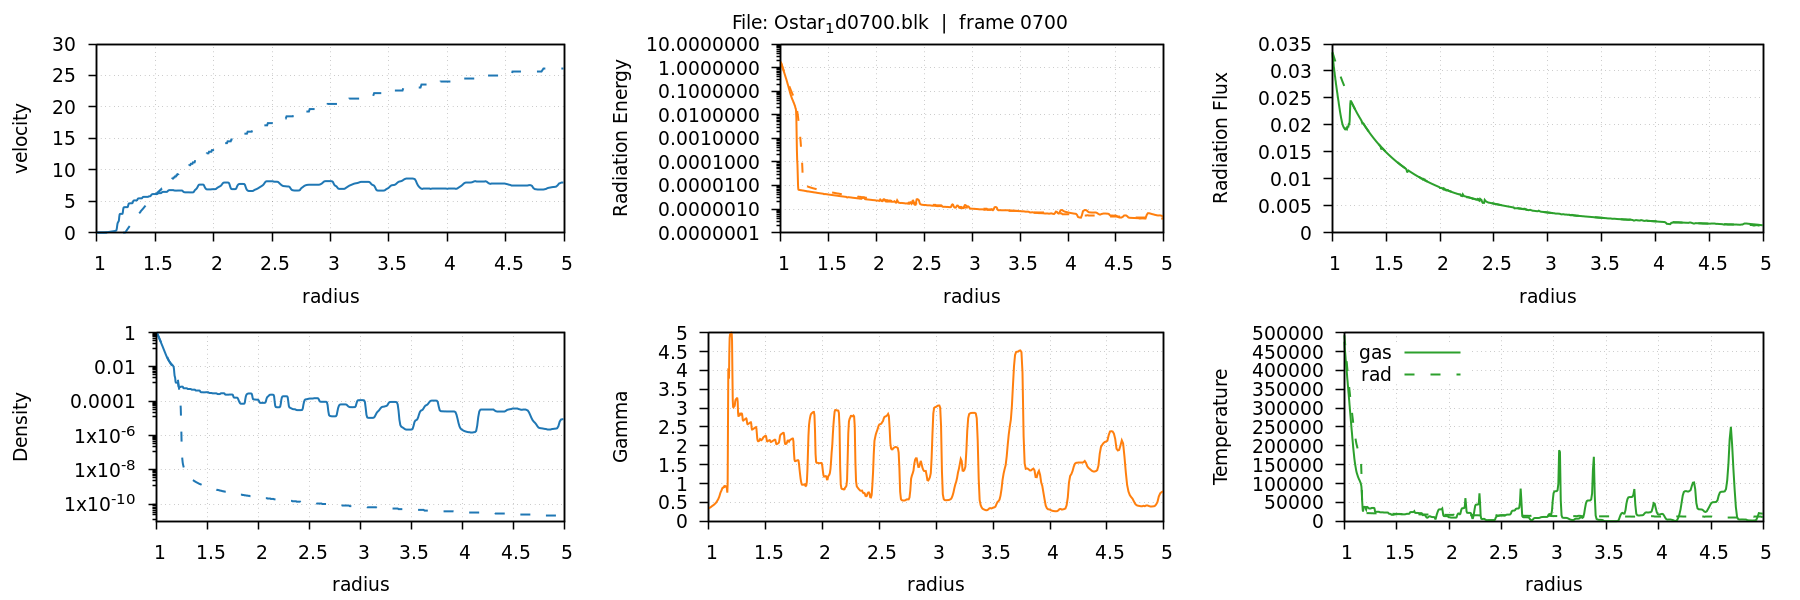 File: Ostar1d0700.blk | frame 0700
velocity
30
25
20
15
10
5
0
1 1.5 2 2.5 3 3.5 4 4.5 5
radius
Radiation Energy
10.0000000
1.0000000
0.1000000
0.0100000
0.0010000
0.0001000
0.0000100
0.0000010
0.0000001
1 1.5 2 2.5 3 3.5 4 4.5 5
radius
Radiation Flux
0.035
0.03
0.025
0.02
0.015
0.01
0.005
0
1 1.5 2 2.5 3 3.5 4 4.5 5
radius
Density
1
0.01
0.0001
1x10-6
1x10-8
1x10-10
1 1.5 2 2.5 3 3.5 4 4.5 5
radius
Gamma
5
4.5
4
3.5
3
2.5
2
1.5
1
0.5
0
1 1.5 2 2.5 3 3.5 4 4.5 5
radius
Temperature
500000
450000
400000
350000
300000
250000
200000
150000
100000
50000
0
gas
rad
1 1.5 2 2.5 3 3.5 4 4.5 5
radius